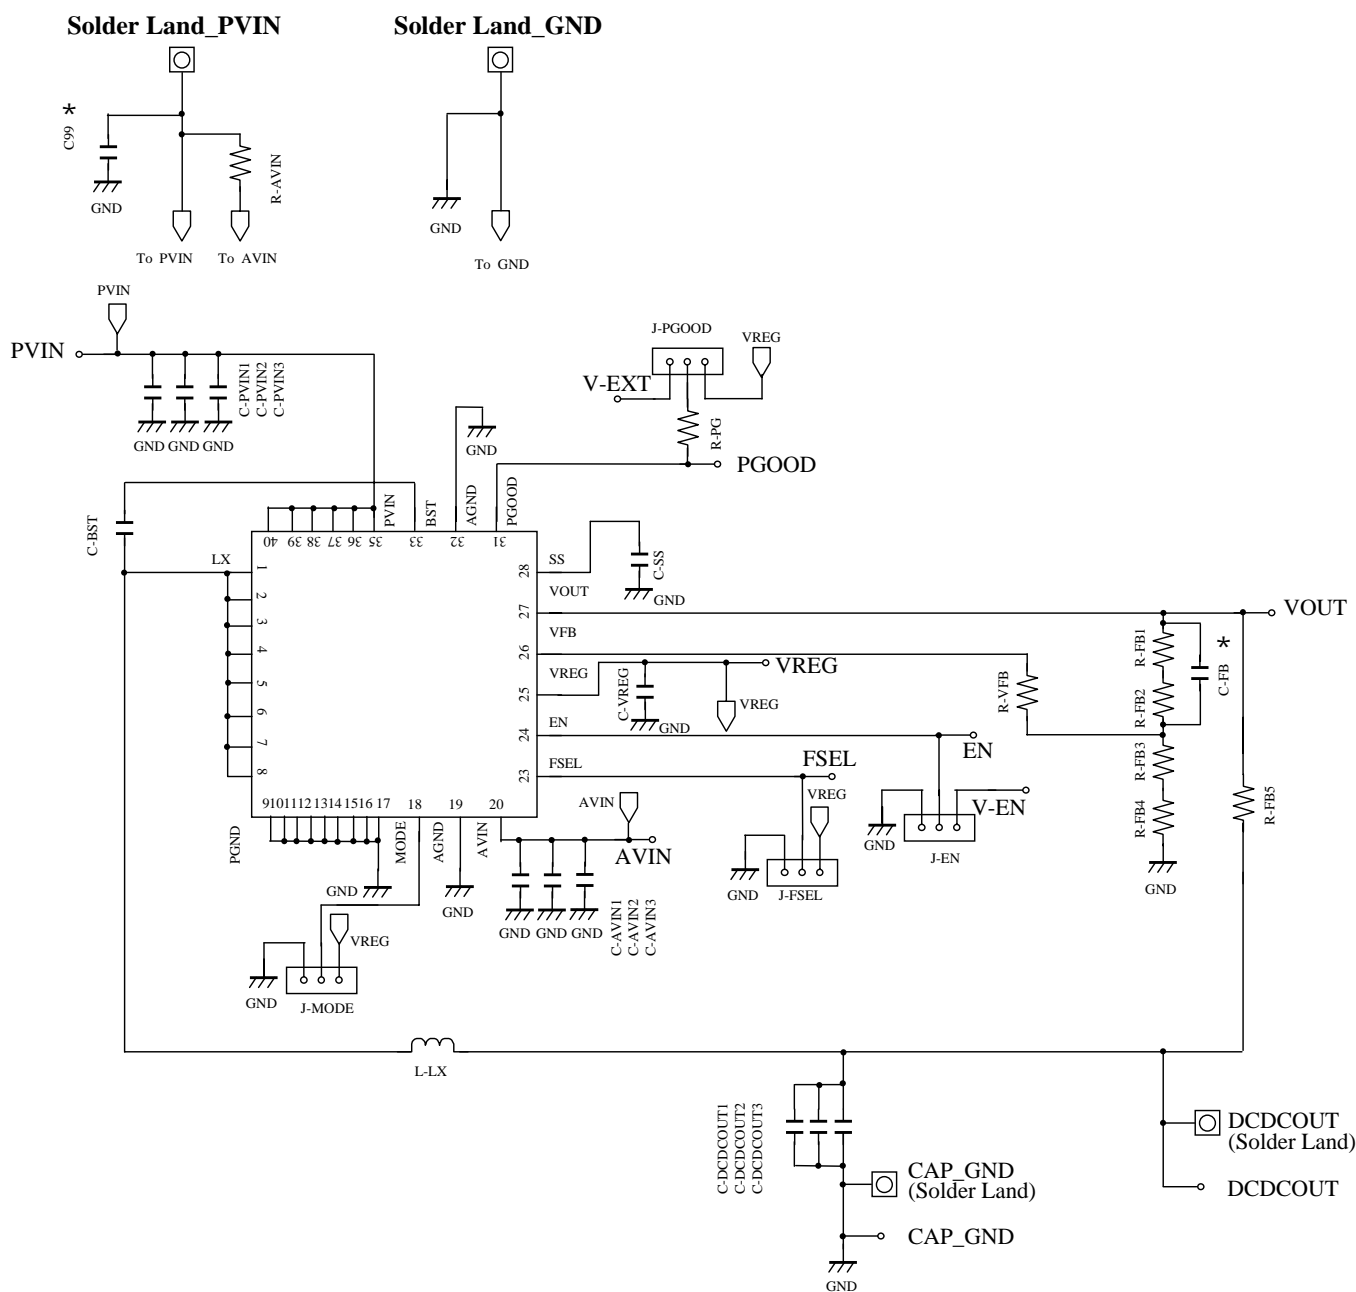 Solder Land_PVIN
Solder Land_GND
C99 *
R-AVIN
GND
To PVIN
To AVIN
GND
To GND
PVIN
PVIN
C-PVIN1
C-PVIN2
C-PVIN3
GND GND GND
J-PGOOD
VREG
V-EXT
R-PG
PGOOD
GND
C-BST
PVIN
BST
AGND
PGOOD
40 39 38 37 36 35 33 32 31
LX
1
2
3
4
5
6
7
8
28
27
26
25
24
23
SS
VOUT
VFB
VREG
EN
FSEL
C-SS
GND
VOUT
R-FB1
R-FB2
C-FB *
R-VFB
VREG
C-VREG
GND
VREG
EN
FSEL
VREG
V-EN
R-FB3
R-FB4
R-FB5
GND
J-EN
GND
J-FSEL
GND
9 10 11 12 13 14 15 16 17 18 19 20
PGND
MODE
AGND
AVIN
AVIN
AVIN
GND
GND
GND GND GND
C-AVIN1
C-AVIN2
C-AVIN3
VREG
GND
J-MODE
L-LX
C-DCDCOUT1
C-DCDCOUT2
C-DCDCOUT3
DCDCOUT
(Solder Land)
CAP_GND
(Solder Land)
DCDCOUT
CAP_GND
GND